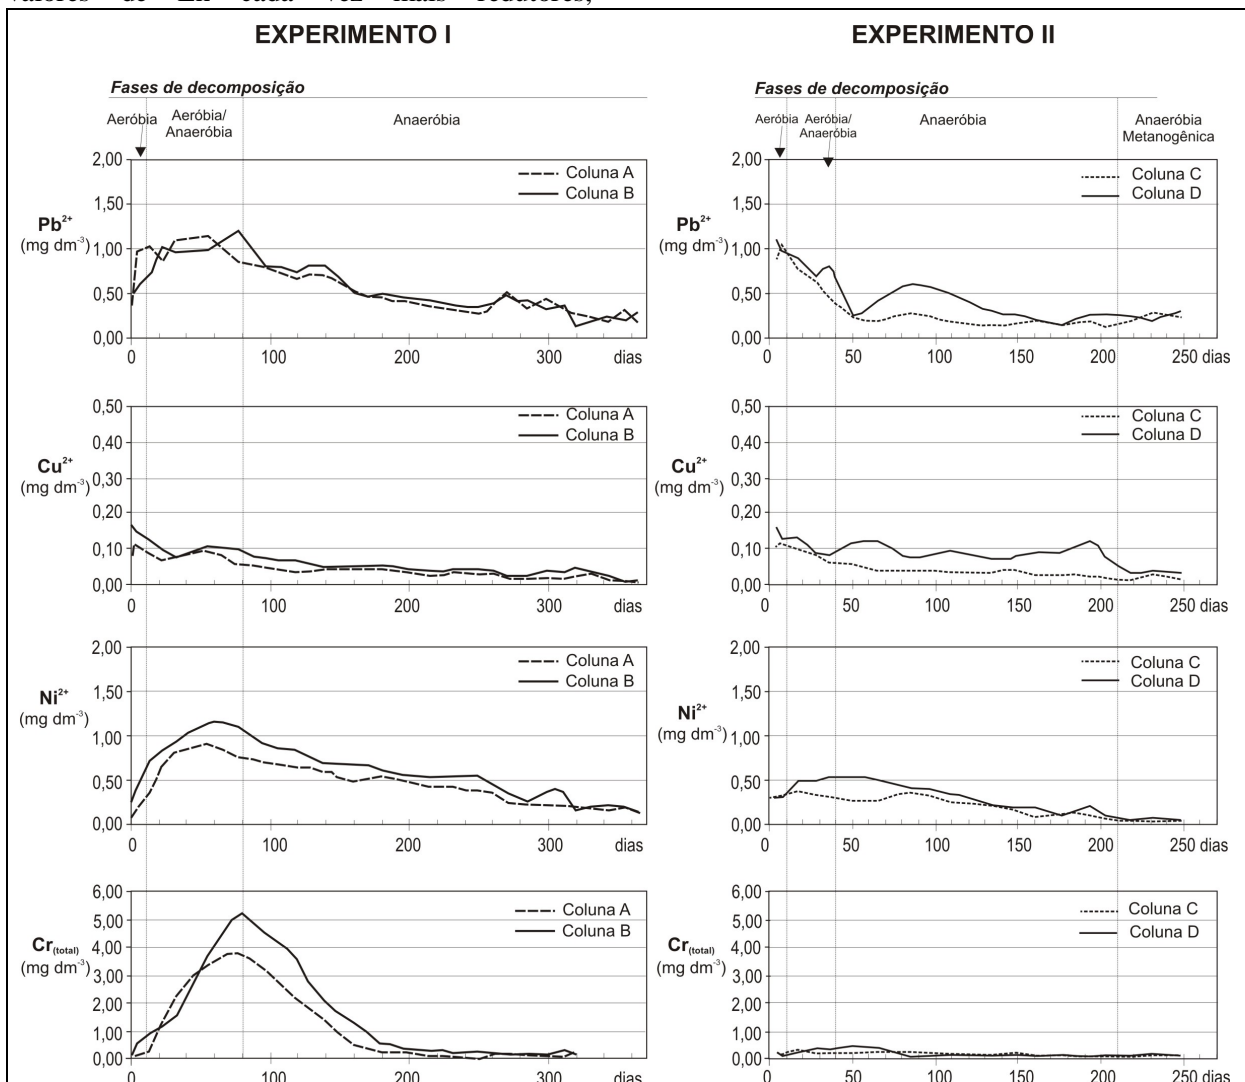 valores de Eh cada vez mais redutores,
EXPERIMENTO I
EXPERIMENTO II
Fases de decomposição
Aeróbia
Aeróbia/
Anaeróbia
Anaeróbia
Fases de decomposição
Aeróbia
Aeróbia/
Anaeróbia
Anaeróbia
Anaeróbia
Metanogênica
Pb2+
(mg dm-3)
2,00
1,50
1,00
0,50
0,00
Coluna A
Coluna B
0 100 200 300 dias
Pb2+
(mg dm-3)
2,00
1,50
1,00
0,50
0,00
Coluna C
Coluna D
0 50 100 150 200 250 dias
Cu2+
(mg dm-3)
0,50
0,40
0,30
0,20
0,10
0,00
Coluna A
Coluna B
0 100 200 300 dias
Cu2+
(mg dm-3)
0,50
0,40
0,30
0,20
0,10
0,00
Coluna C
Coluna D
0 50 100 150 200 250 dias
Ni2+
(mg dm-3)
2,00
1,50
1,00
0,50
0,00
Coluna A
Coluna B
0 100 200 300 dias
Ni2+
(mg dm-3)
2,00
1,50
1,00
0,50
0,00
Coluna C
Coluna D
0 50 100 150 200 250 dias
Cr(total)
(mg dm-3)
6,00
5,00
4,00
3,00
2,00
1,00
0,00
Coluna A
Coluna B
0 100 200 300 dias
Cr(total)
(mg dm-3)
6,00
5,00
4,00
3,00
2,00
1,00
0,00
Coluna C
Coluna D
0 50 100 150 200 250 dias